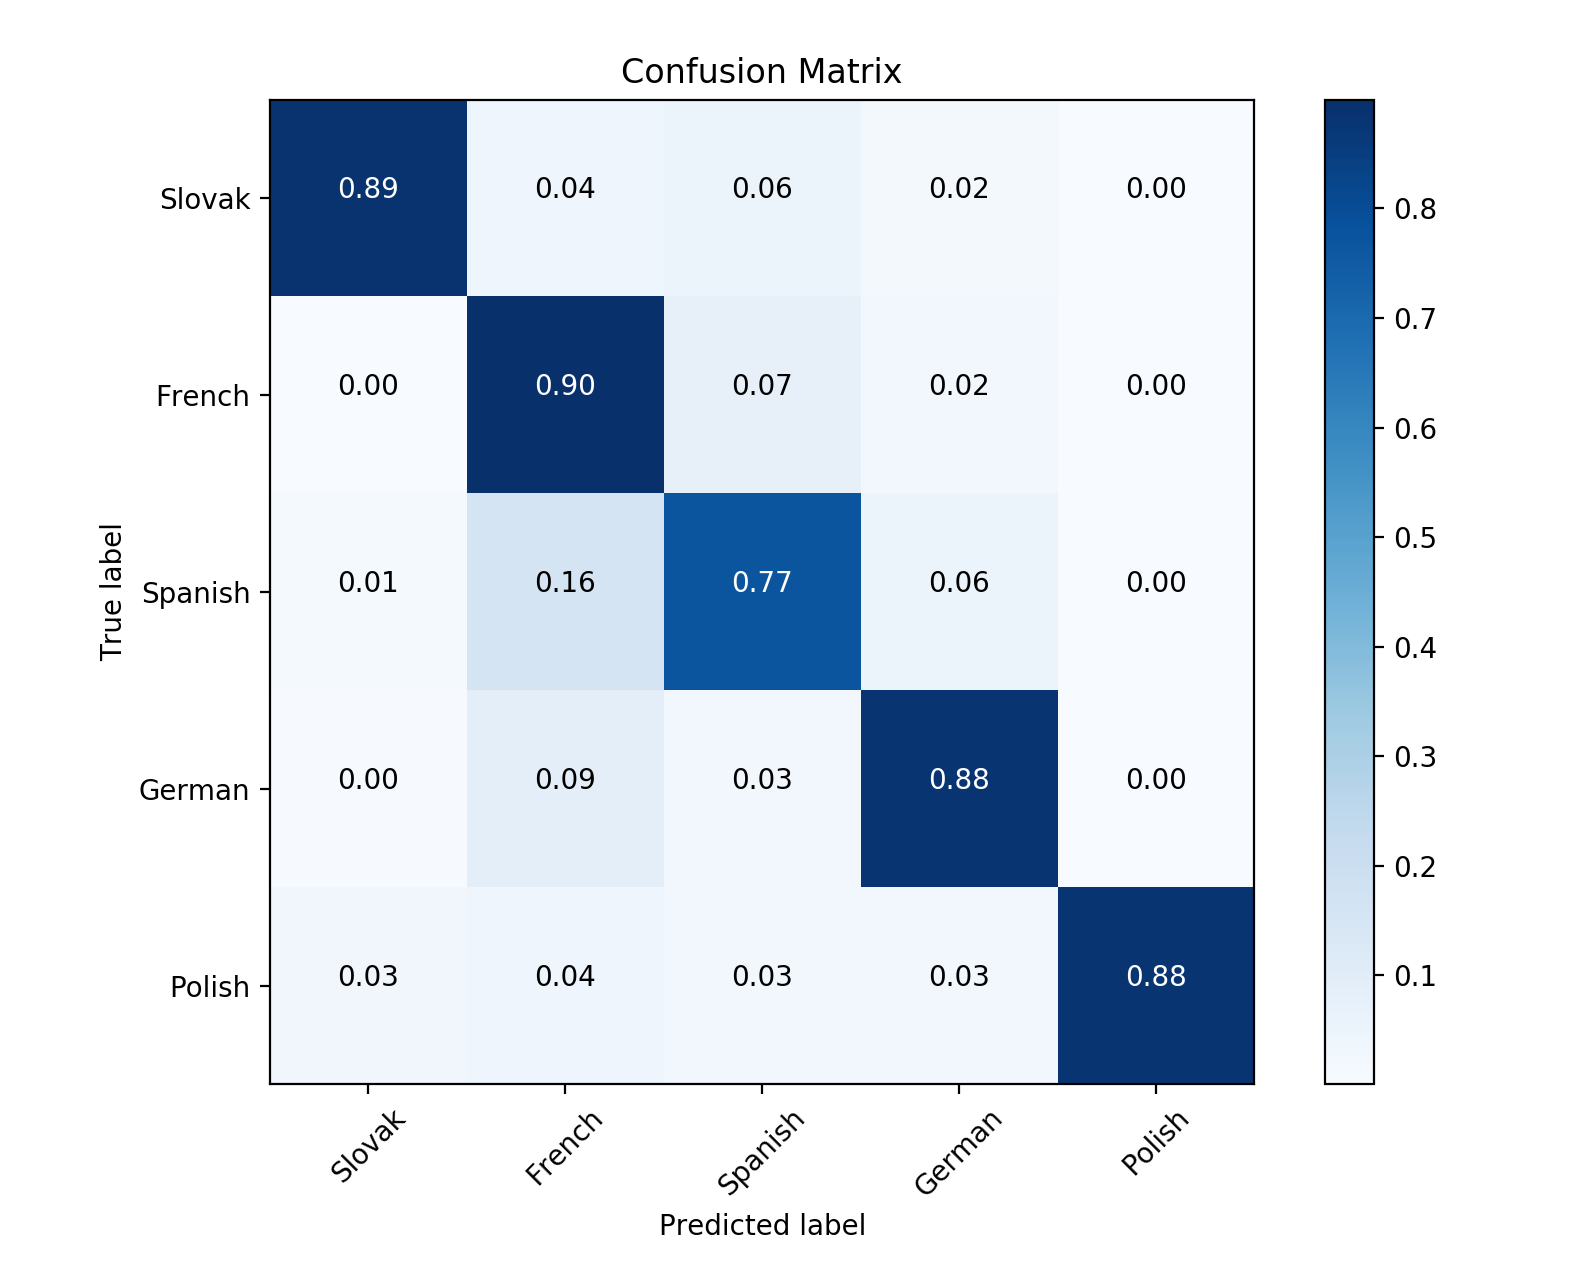 Confusion Matrix
Slovak 0.89 0.04 0.06 0.02 0.00
French 0.00 0.90 0.07 0.02 0.00
Spanish 0.01 0.16 0.77 0.06 0.00
German 0.00 0.09 0.03 0.88 0.00
Polish 0.03 0.04 0.03 0.03 0.88
True label
Slovak French Spanish German Polish
Predicted label
0.8
0.7
0.6
0.5
0.4
0.3
0.2
0.1